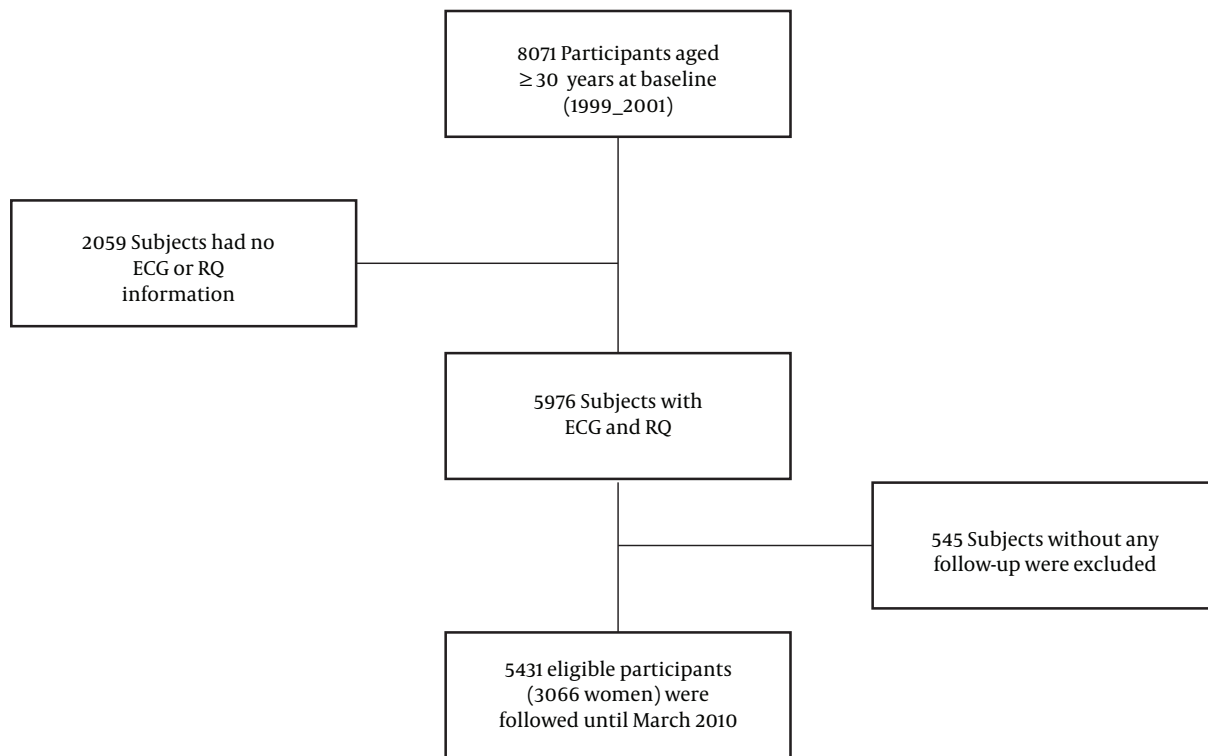 8071 Participants aged
≥30 years at baseline
(1999_2001)
2059 Subjects had no
ECG or RQ
information
5976 Subjects with
ECG and RQ
545 Subjects without any
follow-up were excluded
5431 eligible participants
(3066 women) were
followed until March 2010